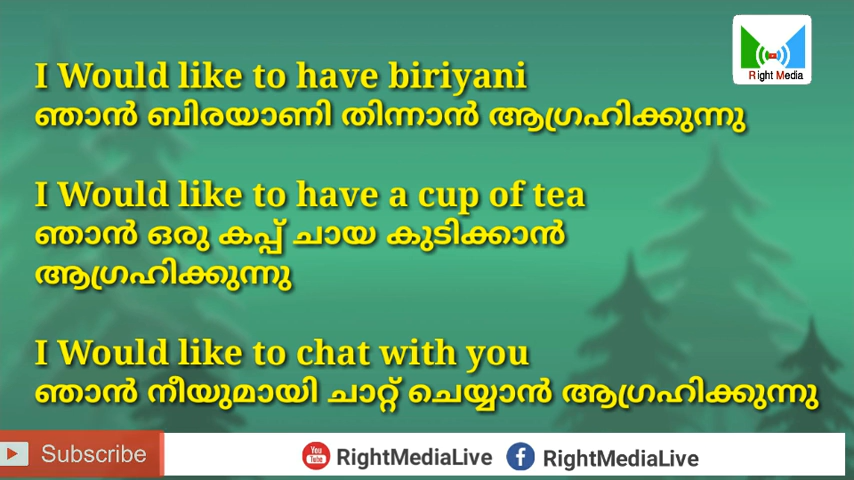 Right Media
I Would like to have biriyani
ഞാൻ ബിരയാണി തിന്നാൻ ആഗ്രഹിക്കുന്നു
I Would like to have a cup of tea
ഞാൻ ഒരു കപ്പ് ചായ കുടിക്കാൻ
ആഗ്രഹിക്കുന്നു
I Would like to chat with you
ഞാൻ നീയുമായി ചാറ്റ് ചെയ്യാൻ ആഗ്രഹിക്കുന്നു
Subscribe You Tube RightMediaLive f RightMediaLive